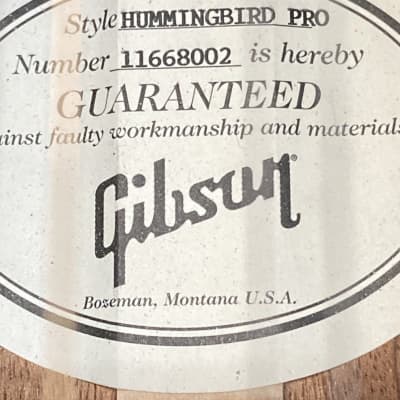 Style HUMMINGBIRD PRO
Number 11668002 is hereby
GUARANTEED
ainst faulty workmanship and materials
Gibson
Bozeman, Montana U.S.A.